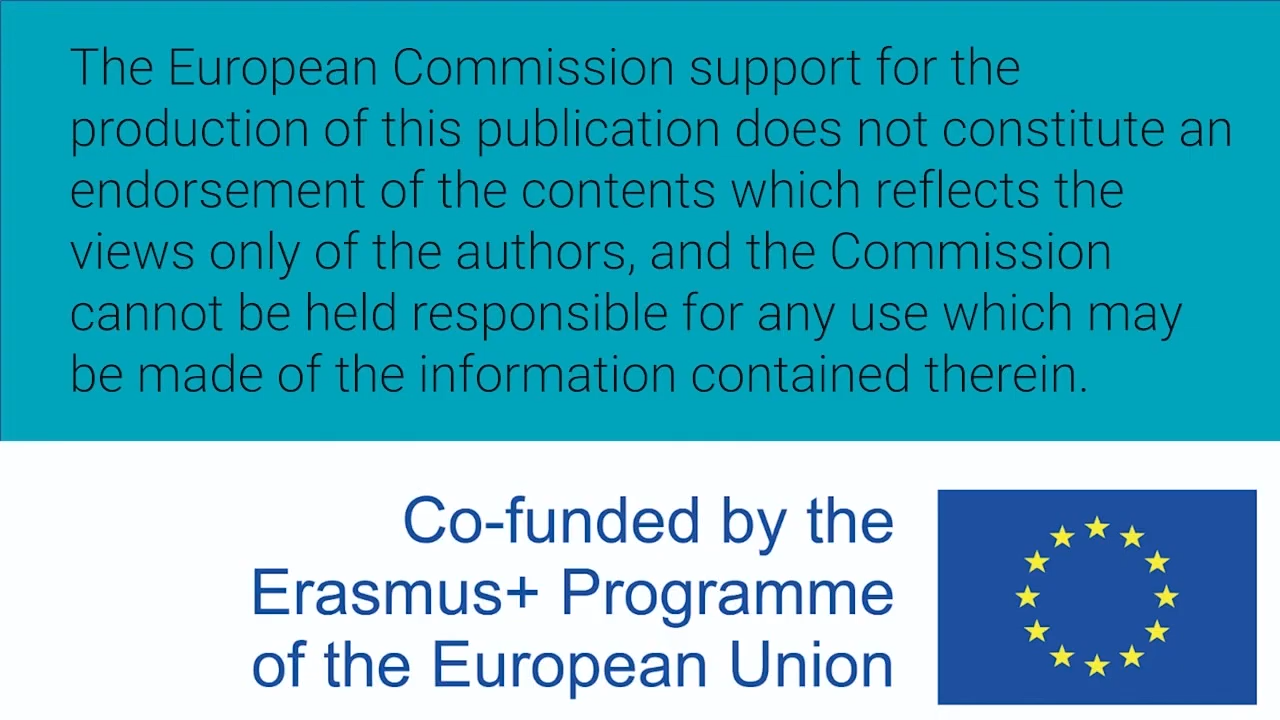 The European Commission support for the
production of this publication does not constitute an
endorsement of the contents which reflects the
views only of the authors, and the Commission
cannot be held responsible for any use which may
be made of the information contained therein.
Co-funded by the
Erasmus+ Programme
of the European Union